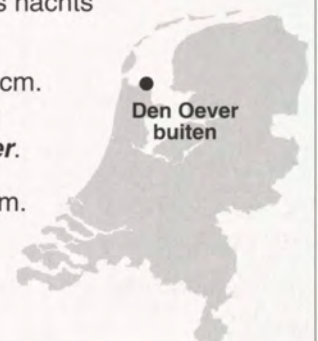 s nachts
cm.
Den Oever
buiten
er.
m.